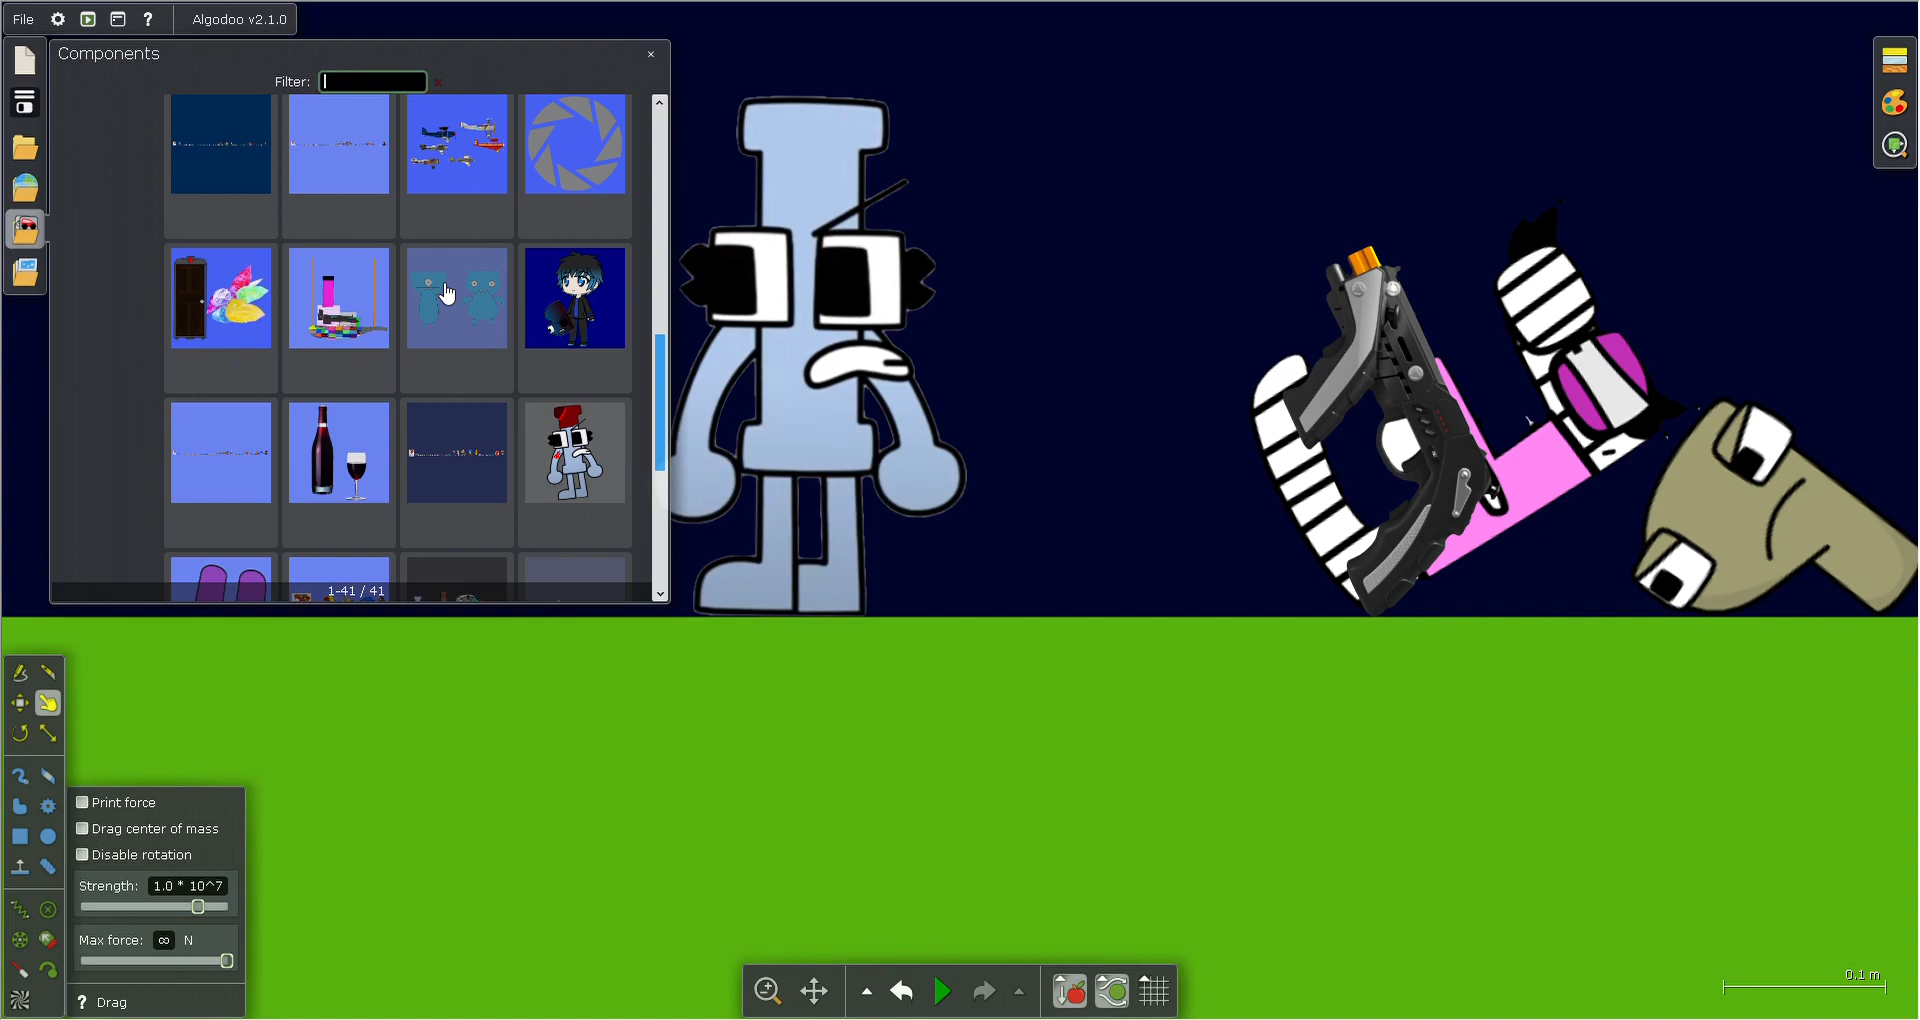 File ? Algodoo v2.1.0
Components ×
Filter:
1-41 / 41
Print force
Drag center of mass
Disable rotation
Strength: 1.0 * 10^7
Max force: ∞ N
? Drag
0.1 m